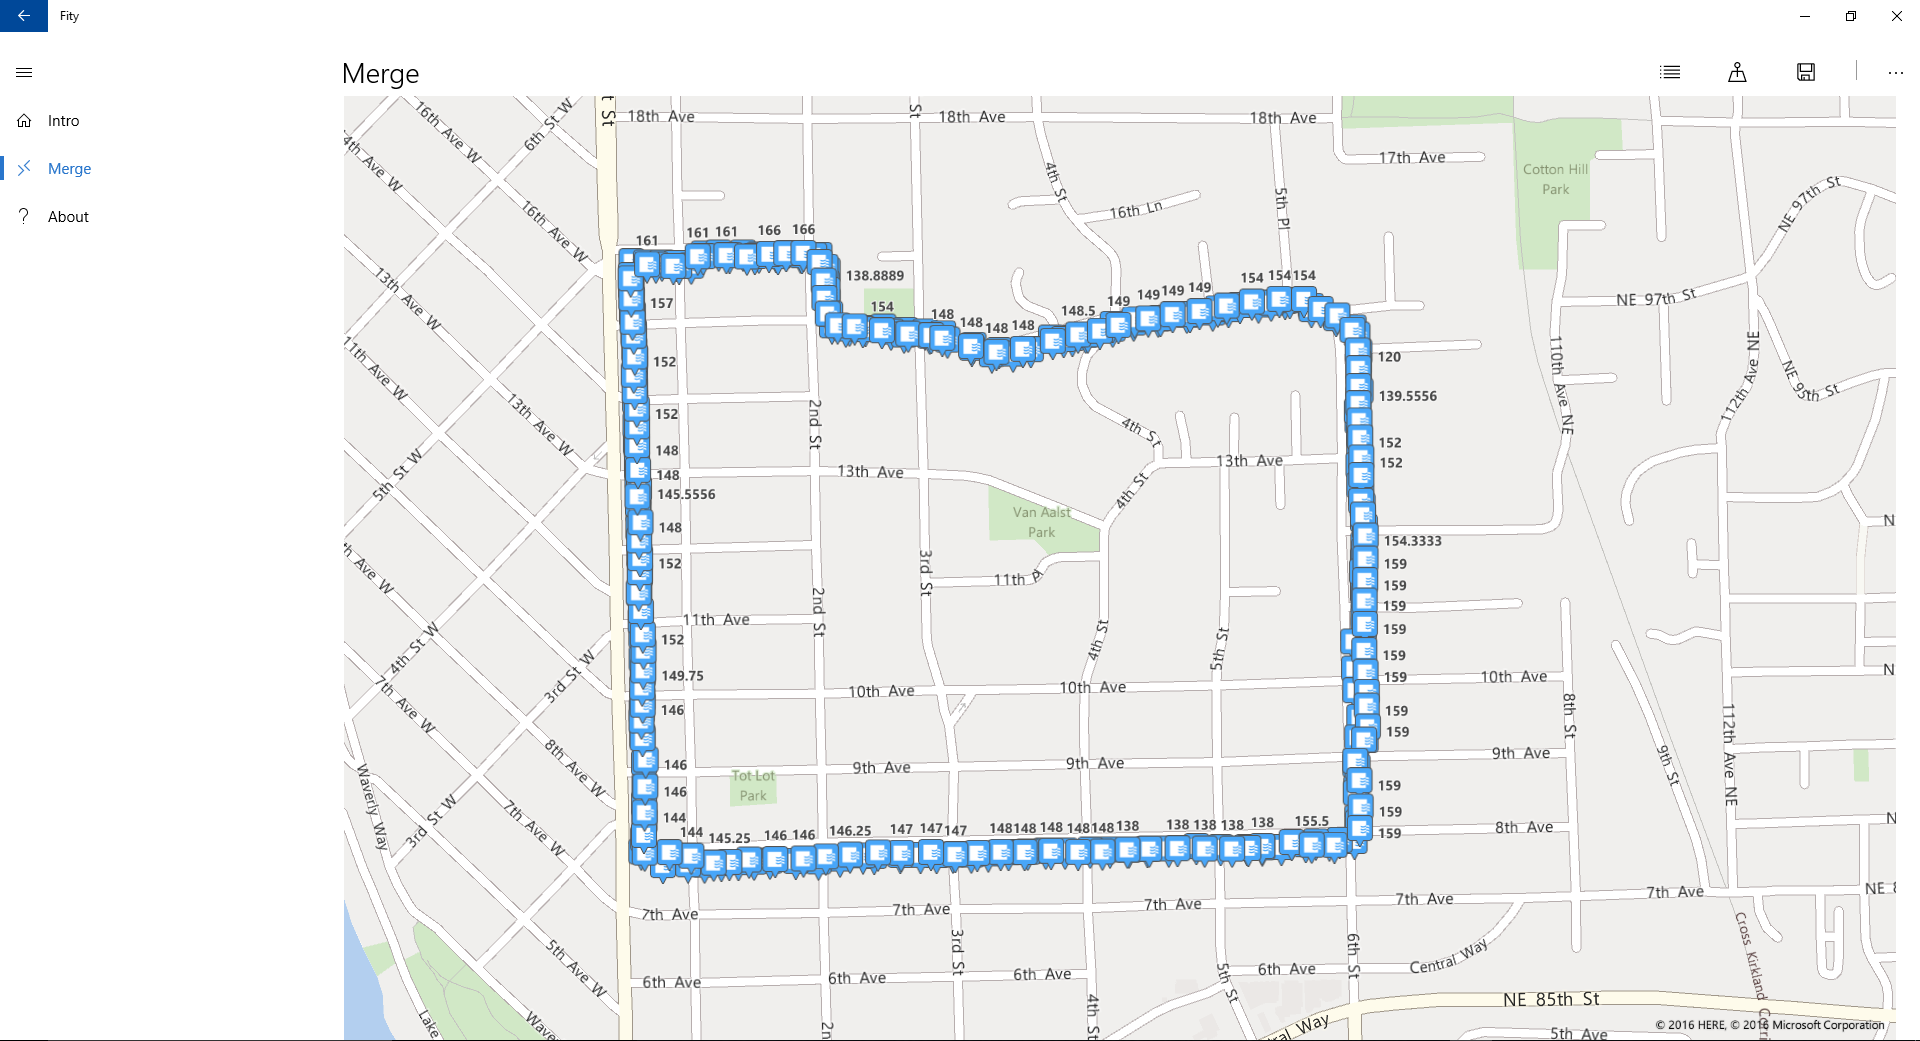 Fity
Merge
Intro
Merge
About
t St
18th Ave
St
18th Ave
18th Ave
17th Ave
16th Ave W
6th St W
4th Ave W
16th Ave W
4th St
16th Ln
5th Pl
Cotton Hill
Park
NE 97th St
161
161
161
166
166
138.8889
154
154
154
13th Ave W
157
154
148
148
148
148
148.5
149
149
149
149
NE 97th St
11th Ave W
152
120
110th Ave NE
112th Ave NE
NE 95th St
13th Ave W
152
2nd St
4th St
139.5556
152
152
148
148
145.5556
13th Ave
13th Ave
5th St W
4th St
Van Aalst
Park
148
152
3rd St
11th Pl
154.3333
159
159
159
159
159
159
159
159
N
h Ave W
2nd St
11th Ave
152
4th St
5th St
4th St W
149.75
3rd St W
7th Ave W
10th Ave
10th Ave
10th Ave
N
146
8th St
112th Ave NE
8th Ave W
146
9th Ave
9th Ave
9th Ave
9th St
Tot Lot
Park
146
159
Waverly Way
3rd St W
7th Ave W
144
144
145.25
146
146
146.25
147
147
147
148
148
148
148
148
138
138
138
138
138
155.5
159
159
8th Ave
N
7th Ave
7th Ave
7th Ave
7th Ave
7th Ave
NE 8
5th Ave W
3rd St
6th St
Central Way
Cross Kirkland Corri
6th Ave
6th Ave
6th Ave
5th St
6th Ave
Lake
Wave
2n
4th St
ral Way
NE 85th St
5th Ave
© 2016 HERE, © 2016 Microsoft Corporation